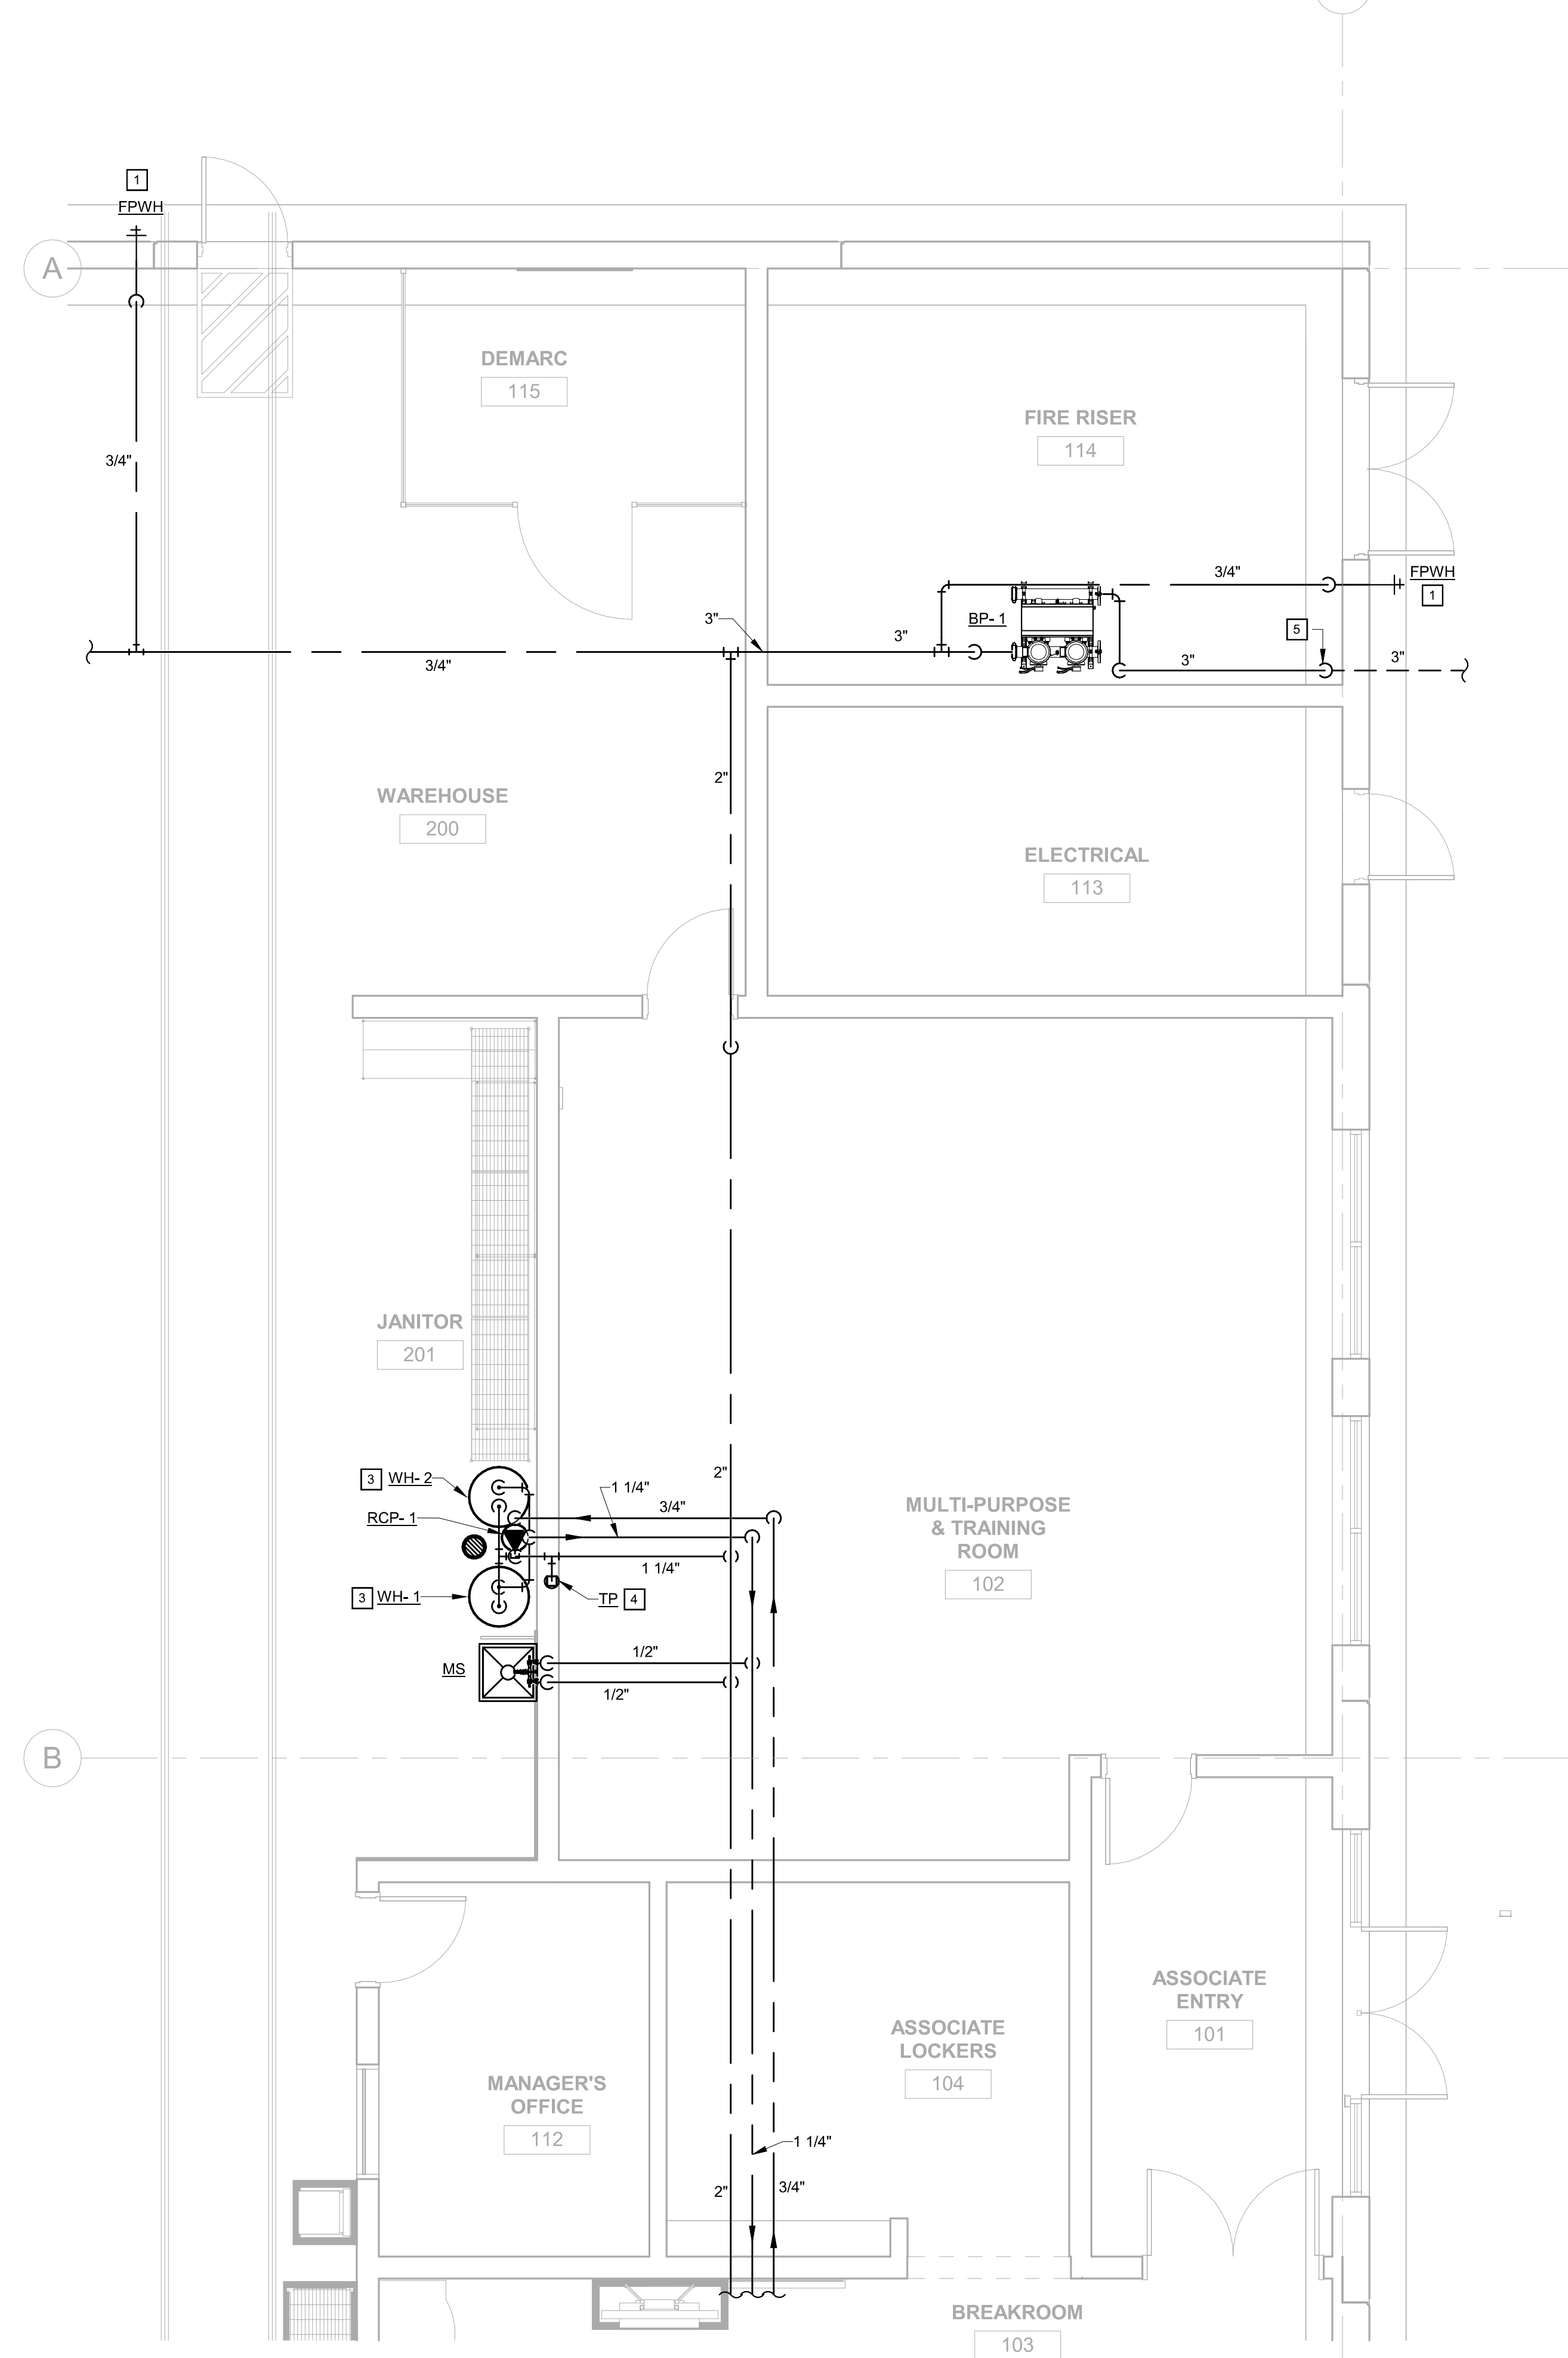 1
FPWH
A
DEMARC
115
FIRE RISER
114
3/4"
3/4"
FPWH
1
BP- 1
3"
3"
5
3"
3"
3/4"
2"
WAREHOUSE
200
ELECTRICAL
113
JANITOR
201
3 WH- 2
2"
1 1/4"
3/4"
RCP- 1
MULTI-PURPOSE
& TRAINING
ROOM
102
1 1/4"
3 WH- 1
TP 4
1/2"
MS
1/2"
B
ASSOCIATE
ENTRY
101
ASSOCIATE
LOCKERS
104
MANAGER'S
OFFICE
112
1 1/4"
2"
3/4"
BREAKROOM
103